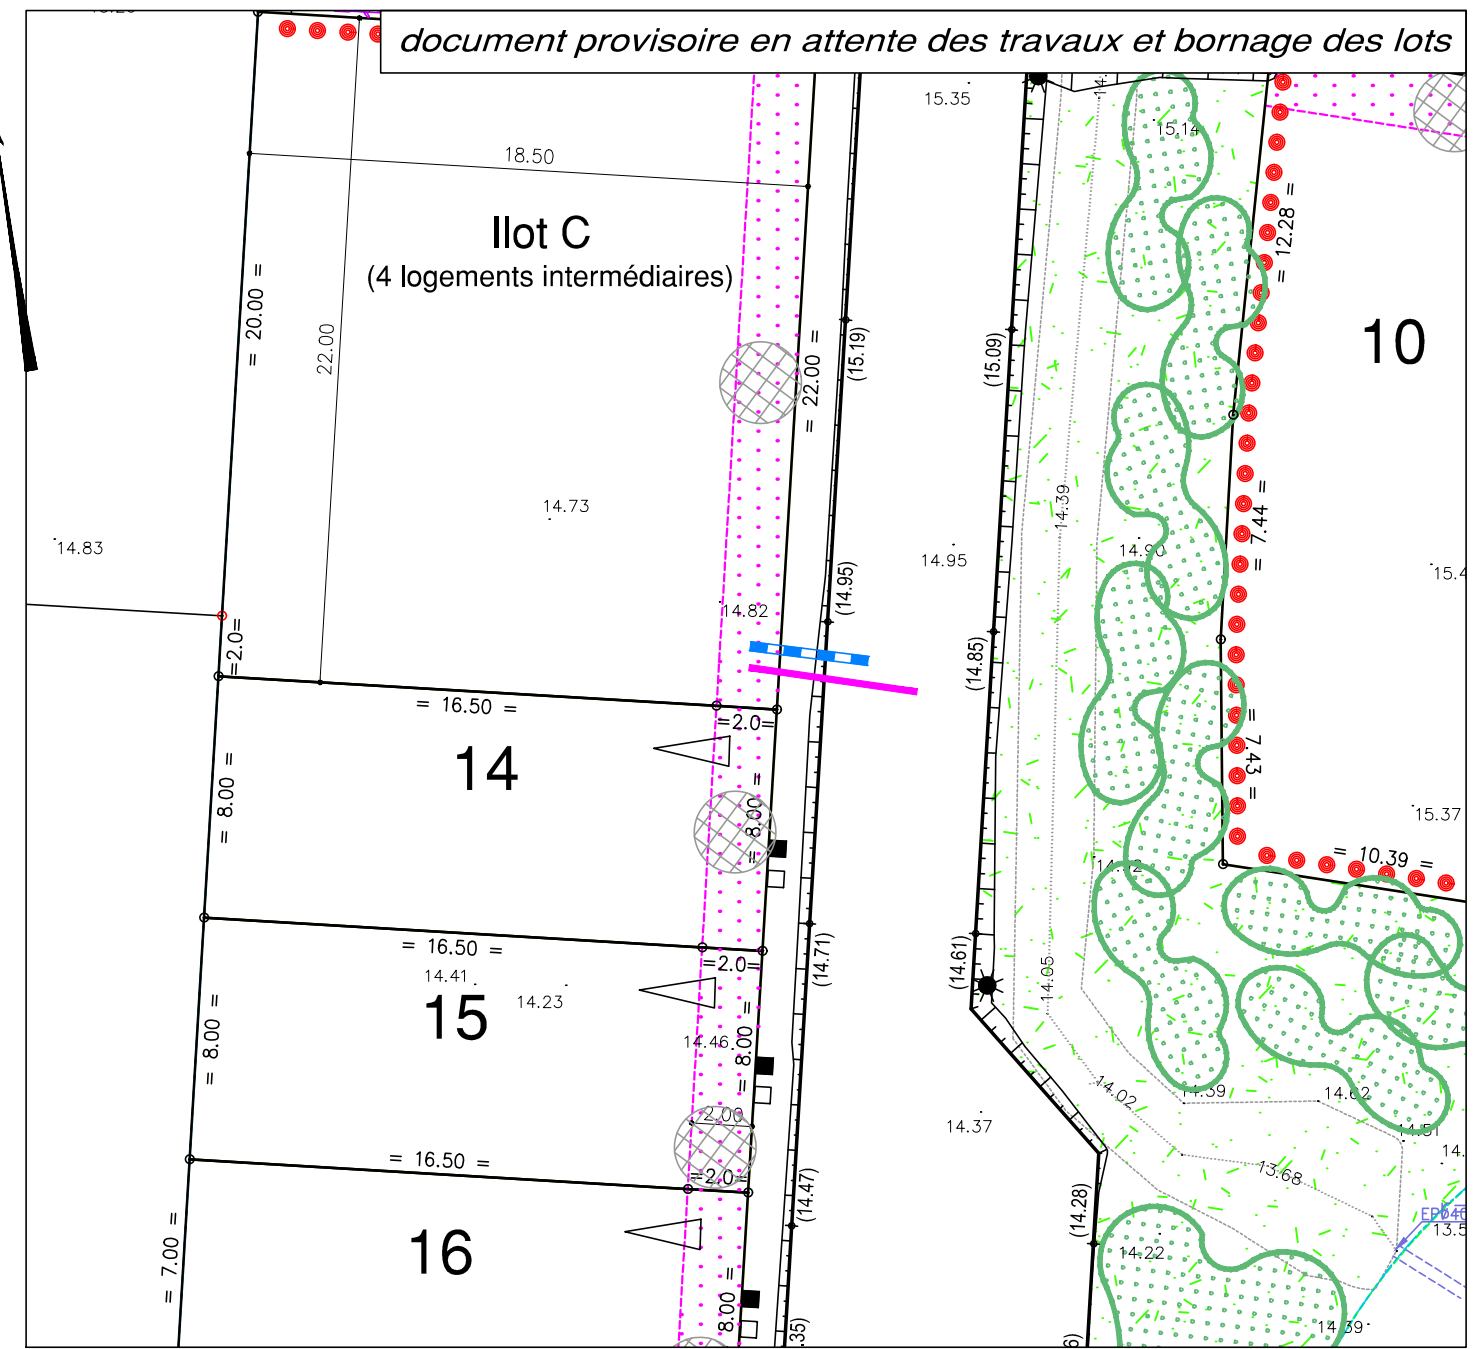 document provisoire en attente des travaux et bornage des lots
15.35
15.14
18.50
Ilot C
(4 logements intermédiaires)
= 20.00 =
22.00
= 22.00 =
(15.19)
(15.09)
= 12.28 =
10
14.39
14.73
14.83
14.90
14.95
(14.95)
= 7.44 =
14.82
=2.0=
(14.85)
= 16.50 =
=2.0=
14
= 7.43 =
= 8.00 =
= 8.00 =
15.37
= 10.39 =
= 16.50 =
=2.0=
14.41
14.23
15
(14.71)
(14.61)
14.05
= 8.00 =
14.46
= 8.00 =
14.02
14.39
14.62
14.51
2.00
14.37
= 16.50 =
=2.0=
13.68
(14.47)
(14.28)
= 7.00 =
16
14.22
= 8.00 =
14.39